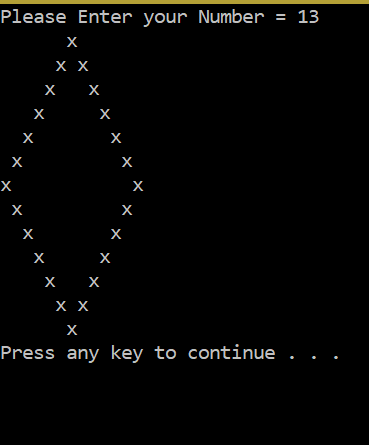 Please Enter your Number = 13
      x
     x x
    x   x
   x     x
  x       x
 x         x
x           x
 x         x
  x       x
   x     x
    x   x
     x x
      x
Press any key to continue . . .